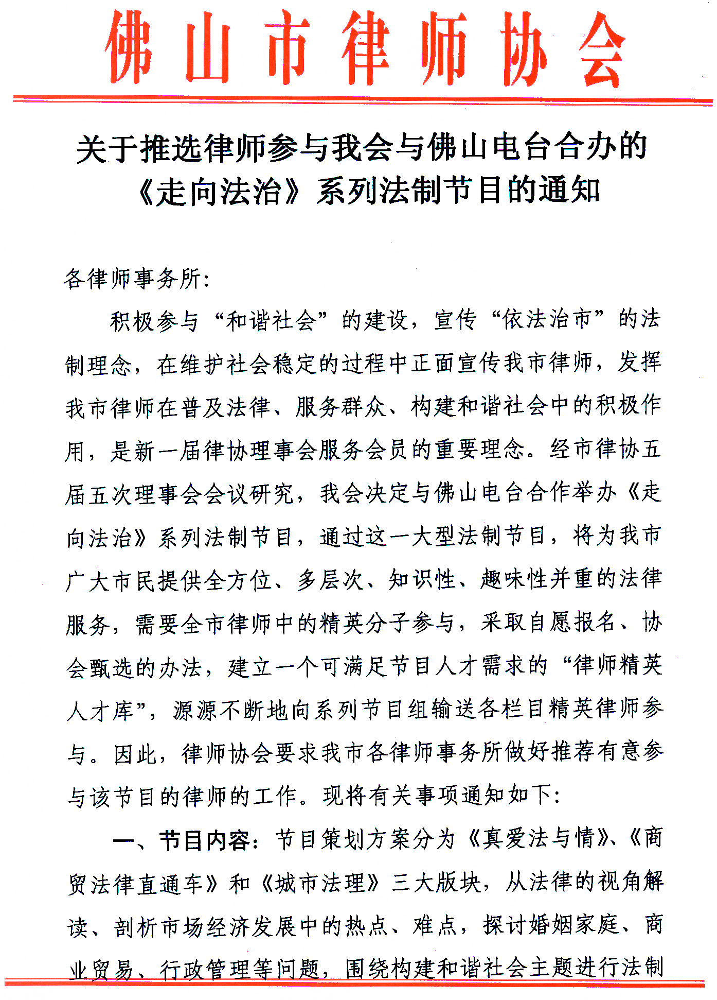 佛山市律师协会
关于推选律师参与我会与佛山电台合办的
《走向法治》系列法制节目的通知
各律师事务所：
积极参与“和谐社会”的建设，宣传“依法治市”的法
制理念，在维护社会稳定的过程中正面宣传我市律师，发挥
我市律师在普及法律、服务群众、构建和谐社会中的积极作
用，是新一届律协理事会服务会员的重要理念。经市律协五
届五次理事会会议研究，我会决定与佛山电台合作举办《走
向法治》系列法制节目，通过这一大型法制节目，将为我市
广大市民提供全方位、多层次、知识性、趣味性并重的法律
服务，需要全市律师中的精英分子参与，采取自愿报名、协
会甄选的办法，建立一个可满足节目人才需求的“律师精英
人才库”，源源不断地向系列节目组输送各栏目精英律师参
与。因此，律师协会要求我市各律师事务所做好推荐有意参
与该节目的律师的工作。现将有关事项通知如下：
一、节目内容：节目策划方案分为《真爱法与情》、《商
贸法律直通车》和《城市法理》三大版块，从法律的视角解
读、剖析市场经济发展中的热点、难点，探讨婚姻家庭、商
业贸易、行政管理等问题，围绕构建和谐社会主题进行法制